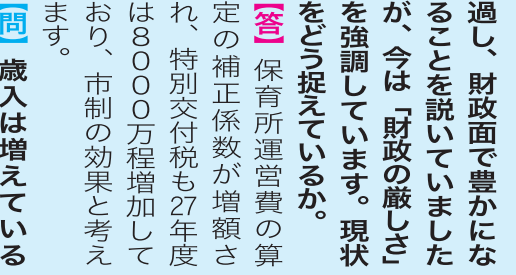 過し、財政面で豊かにな
ることを説いていました
が、今は「財政の厳しさ」
を強調しています。現状
をどう捉えているか。
【答】保育所運営費の算
定の補正係数が増額さ
れ、特別交付税も27年度
は8000万程増加して
おり、市制の効果と考え
ます。
【問】歳入は増えている